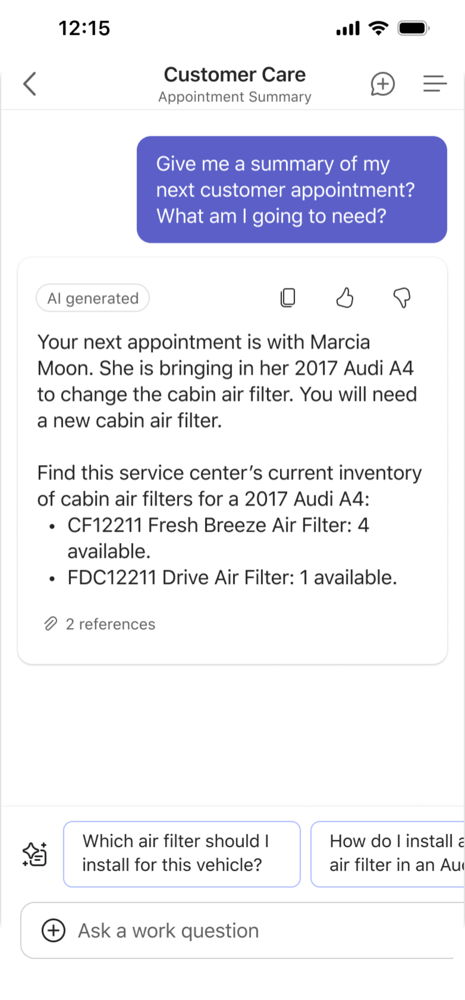 12:15
Customer Care
Appointment Summary
Give me a summary of my
next customer appointment?
What am I going to need?
AI generated
Your next appointment is with Marcia
Moon. She is bringing in her 2017 Audi A4
to change the cabin air filter. You will need
a new cabin air filter.
Find this service center’s current inventory
of cabin air filters for a 2017 Audi A4:
• CF12211 Fresh Breeze Air Filter: 4
available.
• FDC12211 Drive Air Filter: 1 available.
2 references
Which air filter should I
install for this vehicle?
How do I install
air filter in an
Ask a work question